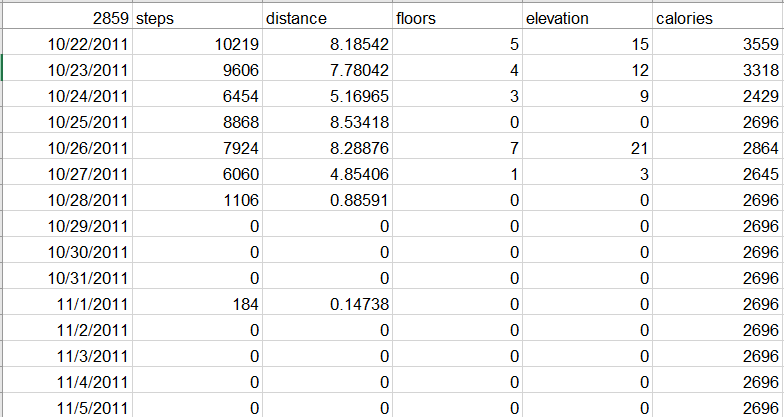 2859 steps distance floors elevation calories
10/22/2011 10219 8.18542 5 15 3559
10/23/2011 9606 7.78042 4 12 3318
10/24/2011 6454 5.16965 3 9 2429
10/25/2011 8868 8.53418 0 0 2696
10/26/2011 7924 8.28876 7 21 2864
10/27/2011 6060 4.85406 1 3 2645
10/28/2011 1106 0.88591 0 0 2696
10/29/2011 0 0 0 0 2696
10/30/2011 0 0 0 0 2696
10/31/2011 0 0 0 0 2696
11/1/2011 184 0.14738 0 0 2696
11/2/2011 0 0 0 0 2696
11/3/2011 0 0 0 0 2696
11/4/2011 0 0 0 0 2696
11/5/2011 0 0 0 0 2696